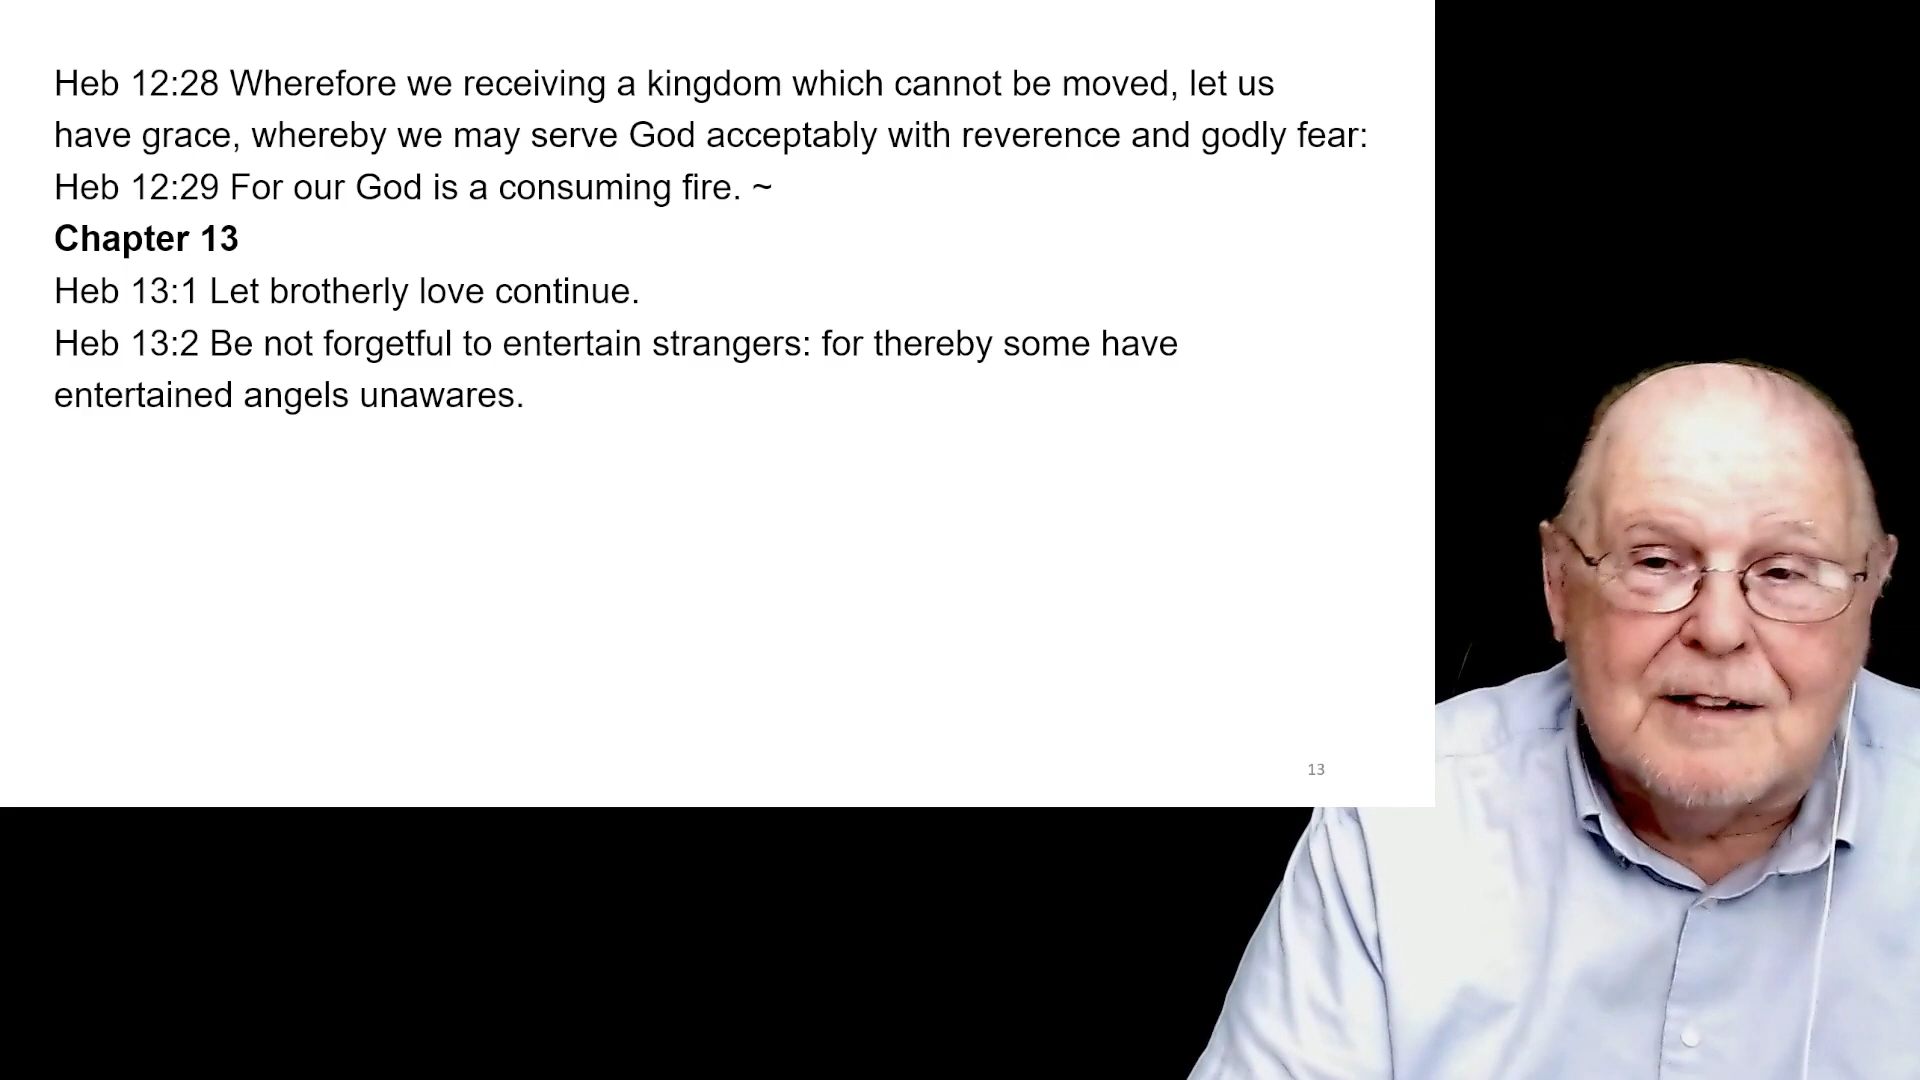 Heb 12:28 Wherefore we receiving a kingdom which cannot be moved, let us
have grace, whereby we may serve God acceptably with reverence and godly fear:
Heb 12:29 For our God is a consuming fire. ~
Chapter 13
Heb 13:1 Let brotherly love continue.
Heb 13:2 Be not forgetful to entertain strangers: for thereby some have
entertained angels unawares.
13